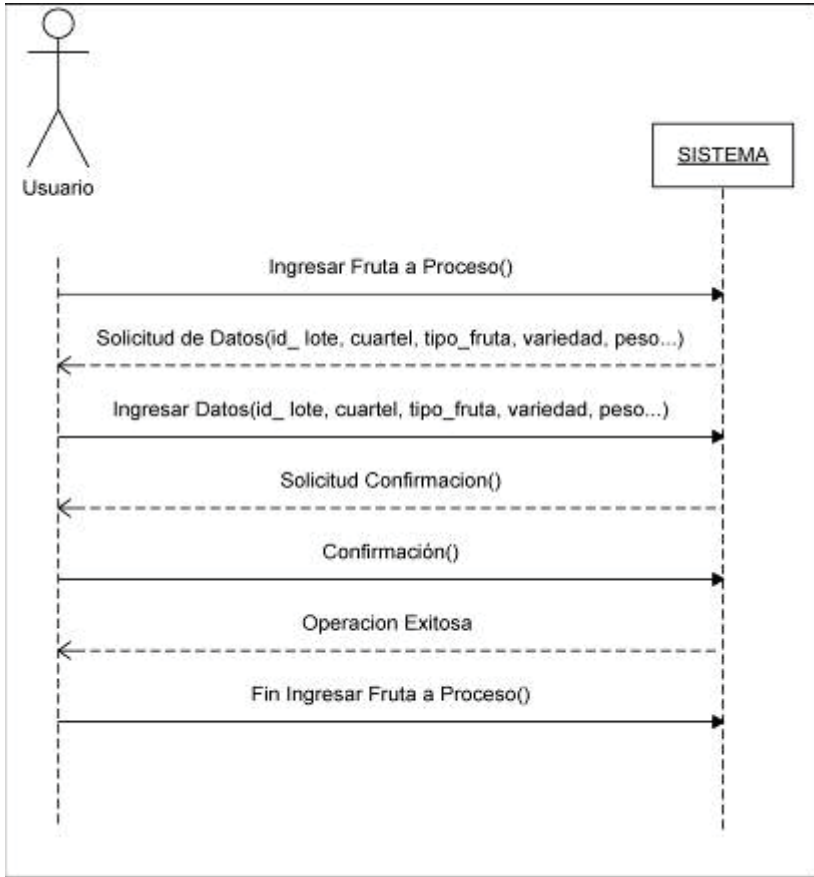 Usuario
SISTEMA
Ingresar Fruta a Proceso()
Solicitud de Datos(id_ lote, cuartel, tipo_fruta, variedad, peso...)
Ingresar Datos(id_ lote, cuartel, tipo_fruta, variedad, peso...)
Solicitud Confirmacion()
Confirmación()
Operacion Exitosa
Fin Ingresar Fruta a Proceso()